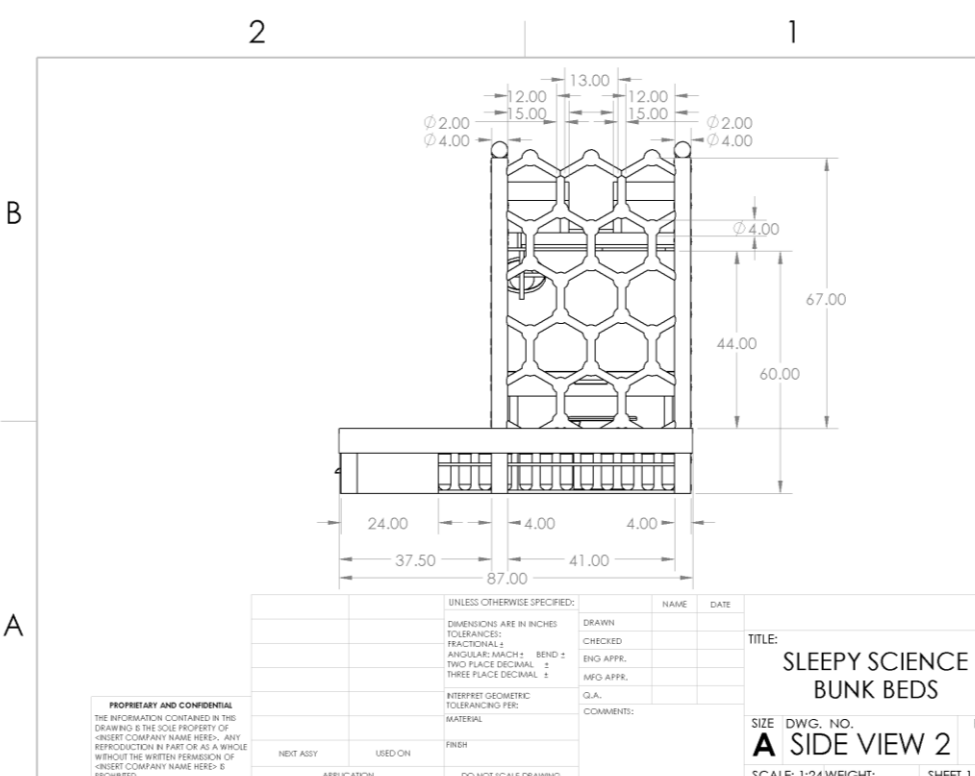 2 1
13.00
12.00 12.00
15.00 15.00
∅2.00 ∅2.00
∅4.00 ∅4.00
B
∅4.00
67.00
44.00
60.00
24.00 4.00 4.00
37.50 41.00
87.00
A
UNLESS OTHERWISE SPECIFIED:
DIMENSIONS ARE IN INCHES
TOLERANCES:
FRACTIONAL ±
ANGULAR: MACH ± BEND ±
TWO PLACE DECIMAL ±
THREE PLACE DECIMAL ±
INTERPRET GEOMETRIC
TOLERANCING PER:
MATERIAL
FINISH
DO NOT SCALE DRAWING
NAME DATE
DRAWN
CHECKED
ENG APPR.
MFG APPR.
Q.A.
COMMENTS:
TITLE:
SLEEPY SCIENCE
BUNK BEDS
SIZE DWG. NO.
A SIDE VIEW 2
SCALE: 1:24 WEIGHT: SHEET 1
PROPRIETARY AND CONFIDENTIAL
THE INFORMATION CONTAINED IN THIS
DRAWING IS THE SOLE PROPERTY OF
<INSERT COMPANY NAME HERE>. ANY
REPRODUCTION IN PART OR AS A WHOLE
WITHOUT THE WRITTEN PERMISSION OF
<INSERT COMPANY NAME HERE> IS
PROHIBITED.
NEXT ASSY USED ON
APPLICATION